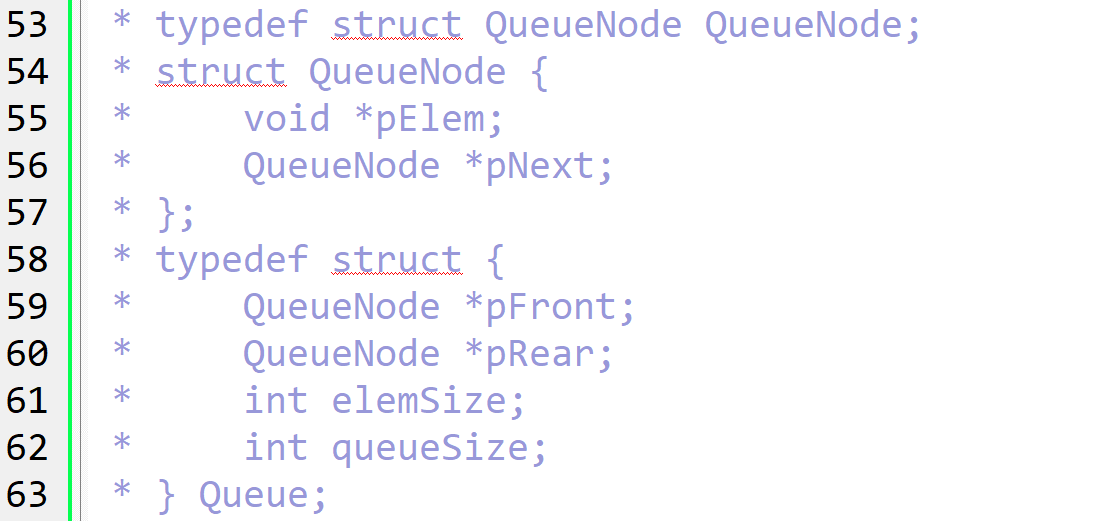 53 * typedef struct QueueNode QueueNode;
54 * struct QueueNode {
55 *     void *pElem;
56 *     QueueNode *pNext;
57 * };
58 * typedef struct {
59 *     QueueNode *pFront;
60 *     QueueNode *pRear;
61 *     int elemSize;
62 *     int queueSize;
63 * } Queue;